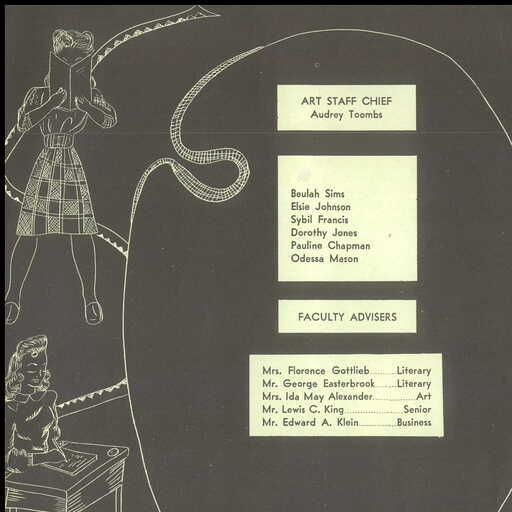 ART STAFF CHIEF
Audrey Toombs
Beulah Sims
Elsie Johnson
Sybil Francis
Dorothy Jones
Pauline Chapman
Odessa Mason
FACULTY ADVISERS
Mrs. Florence Gottlieb........Literary
Mr. George Easterbrook......Literary
Mrs. Ida May Alexander............Art
Mr. Lewis C. King..................Senior
Mr. Edward A. Klein...........Business